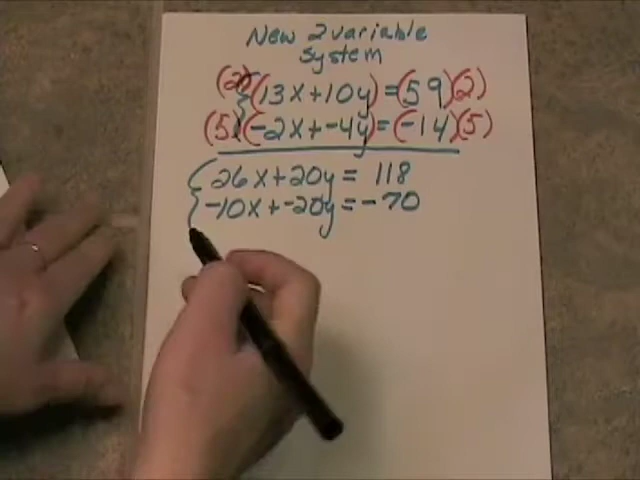 New 2 variable
system
(2) { (13x+10y) = (59)(2)
(5) (-2x+-4y) = (-14)(5)
{ 26x+20y = 118
-10x+-20y = -70